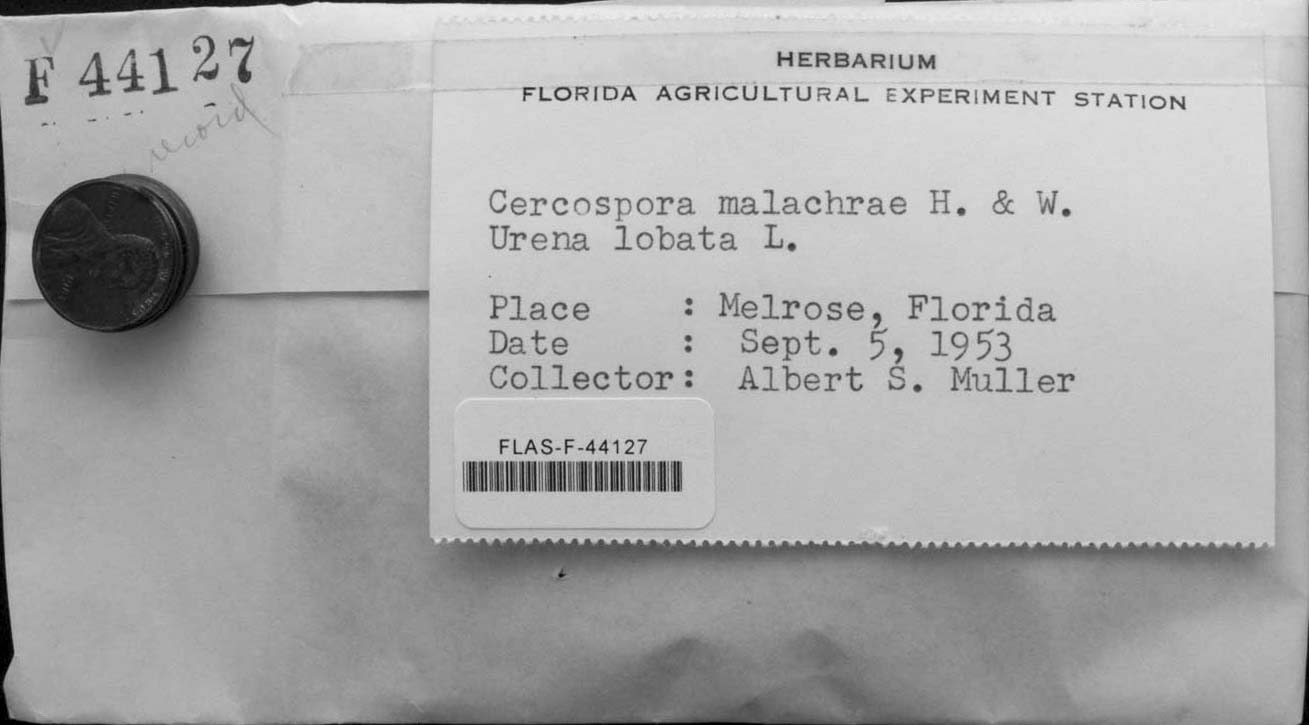 F 44127
HERBARIUM
FLORIDA AGRICULTURAL EXPERIMENT STATION
Cercospora malachrae H. & W.
Urena lobata L.
Place : Melrose, Florida
Date : Sept. 5, 1953
Collector: Albert S. Muller
FLAS-F-44127